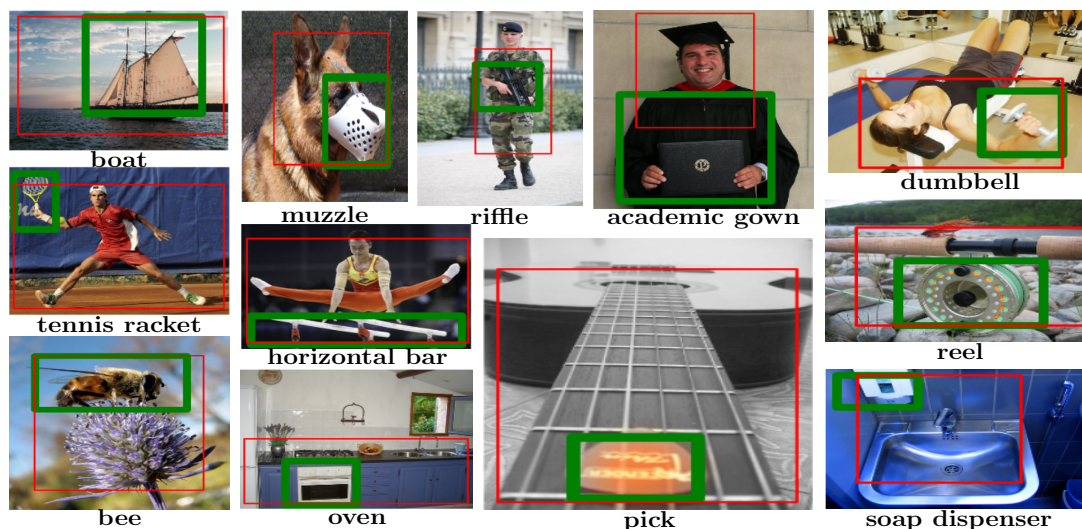 boat
muzzle
riffle
academic gown
dumbbell
tennis racket
horizontal bar
pick
reel
bee
oven
soap dispenser